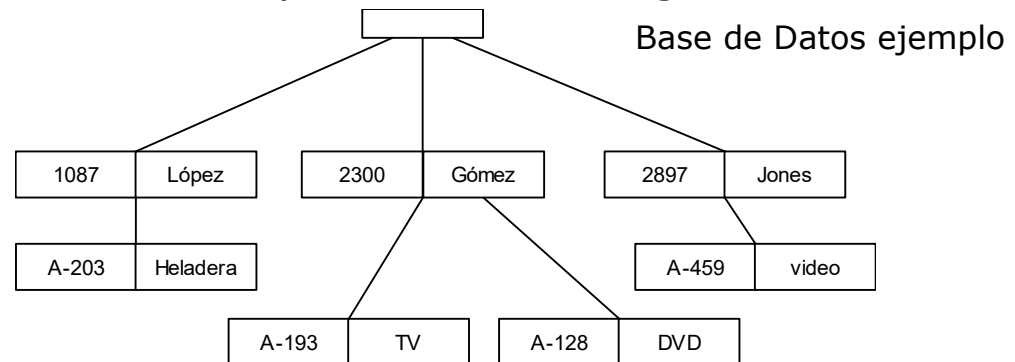 Base de Datos ejemplo
1087 López 2300 Gómez 2897 Jones
A-203 Heladera A-459 video
A-193 TV A-128 DVD